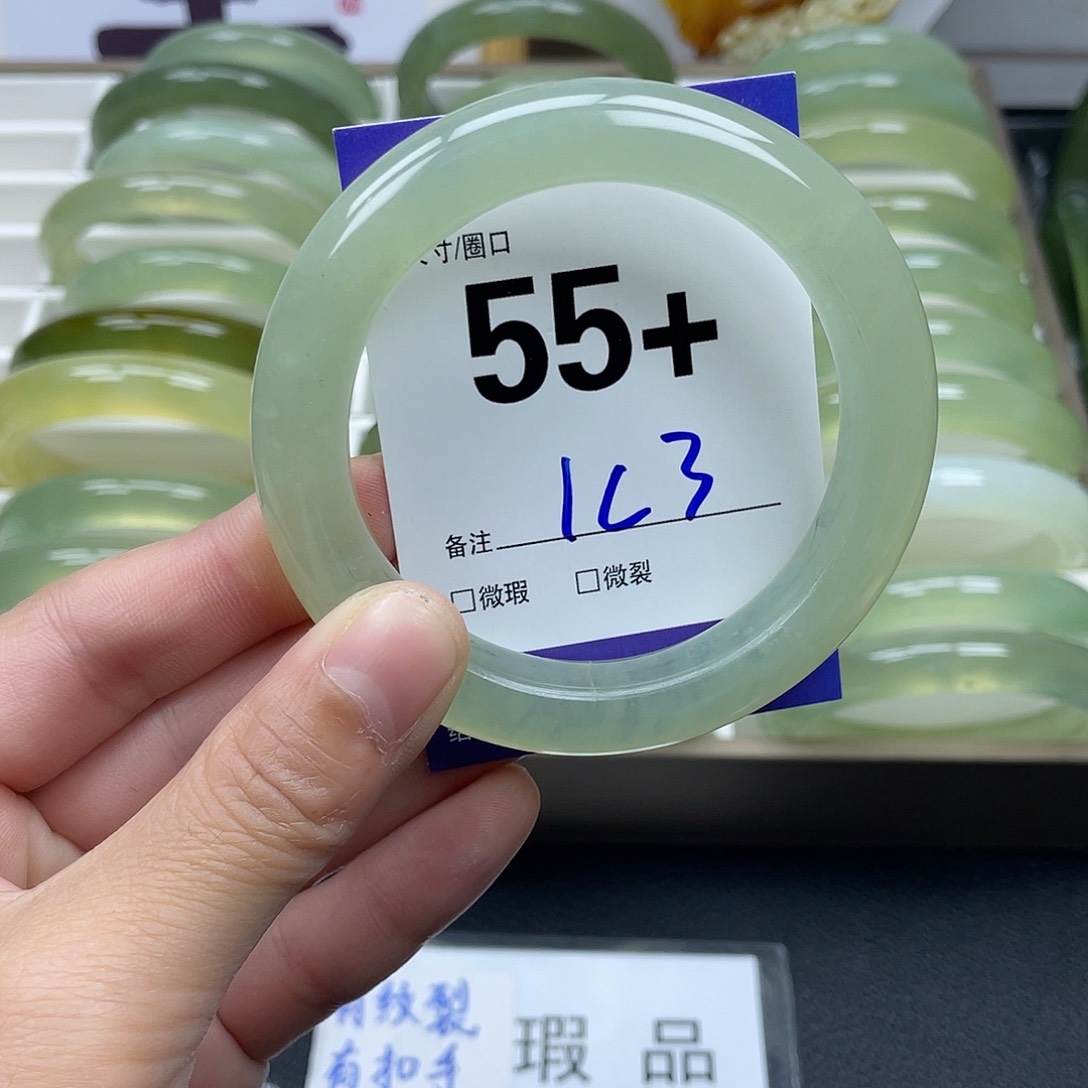 寸/圈口
55+
1C3
备注
□微瑕 □微裂
有纹裂
有扣手
瑕品